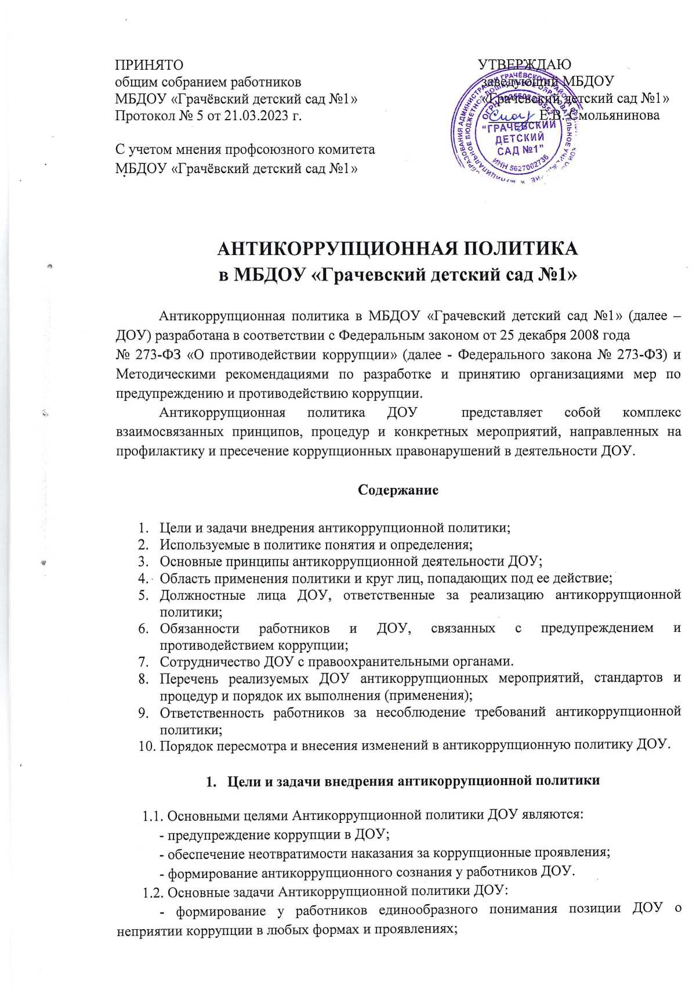 ПРИНЯТО
общим собранием работников
МБДОУ «Грачёвский детский сад №1»
Протокол № 5 от 21.03.2023 г.
С учетом мнения профсоюзного комитета
МБДОУ «Грачёвский детский сад №1»
УТВЕРЖДАЮ
заведующий МБДОУ
«Грачёвский детский сад №1»
Е.В. Смольянинова
"ГРАЧЕВСКИЙ
ДЕТСКИЙ
САД №1"
ИНН 5627002736
АНТИКОРРУПЦИОННАЯ ПОЛИТИКА
в МБДОУ «Грачевский детский сад №1»
Антикоррупционная политика в МБДОУ «Грачевский детский сад №1» (далее –
ДОУ) разработана в соответствии с Федеральным законом от 25 декабря 2008 года
№ 273-ФЗ «О противодействии коррупции» (далее - Федерального закона № 273-ФЗ) и
Методическими рекомендациями по разработке и принятию организациями мер по
предупреждению и противодействию коррупции.
Антикоррупционная политика ДОУ представляет собой комплекс
взаимосвязанных принципов, процедур и конкретных мероприятий, направленных на
профилактику и пресечение коррупционных правонарушений в деятельности ДОУ.
Содержание
1. Цели и задачи внедрения антикоррупционной политики;
2. Используемые в политике понятия и определения;
3. Основные принципы антикоррупционной деятельности ДОУ;
4. Область применения политики и круг лиц, попадающих под ее действие;
5. Должностные лица ДОУ, ответственные за реализацию антикоррупционной
политики;
6. Обязанности работников и ДОУ, связанных с предупреждением и
противодействием коррупции;
7. Сотрудничество ДОУ с правоохранительными органами.
8. Перечень реализуемых ДОУ антикоррупционных мероприятий, стандартов и
процедур и порядок их выполнения (применения);
9. Ответственность работников за несоблюдение требований антикоррупционной
политики;
10. Порядок пересмотра и внесения изменений в антикоррупционную политику ДОУ.
1. Цели и задачи внедрения антикоррупционной политики
1.1. Основными целями Антикоррупционной политики ДОУ являются:
- предупреждение коррупции в ДОУ;
- обеспечение неотвратимости наказания за коррупционные проявления;
- формирование антикоррупционного сознания у работников ДОУ.
1.2. Основные задачи Антикоррупционной политики ДОУ:
- формирование у работников единообразного понимания позиции ДОУ о
неприятии коррупции в любых формах и проявлениях;